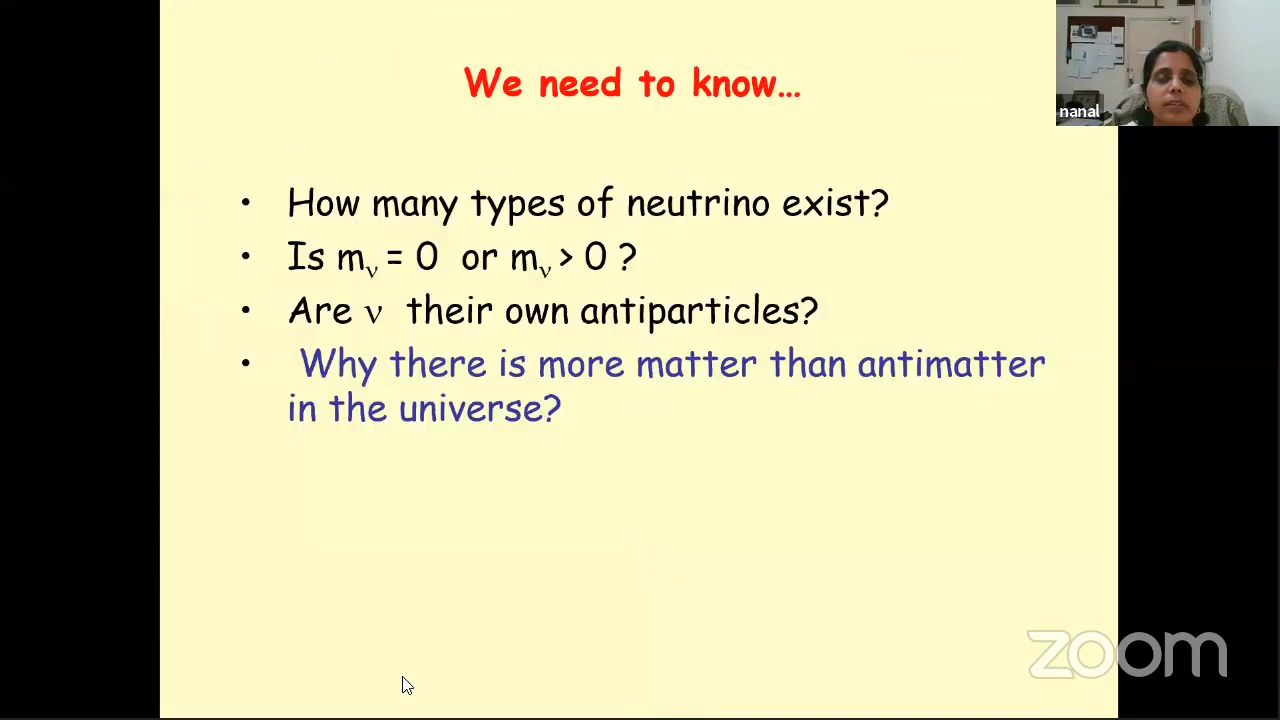 We need to know...
nanal
• How many types of neutrino exist?
• Is mν = 0 or mν > 0 ?
• Are ν their own antiparticles?
• Why there is more matter than antimatter
in the universe?
zoom